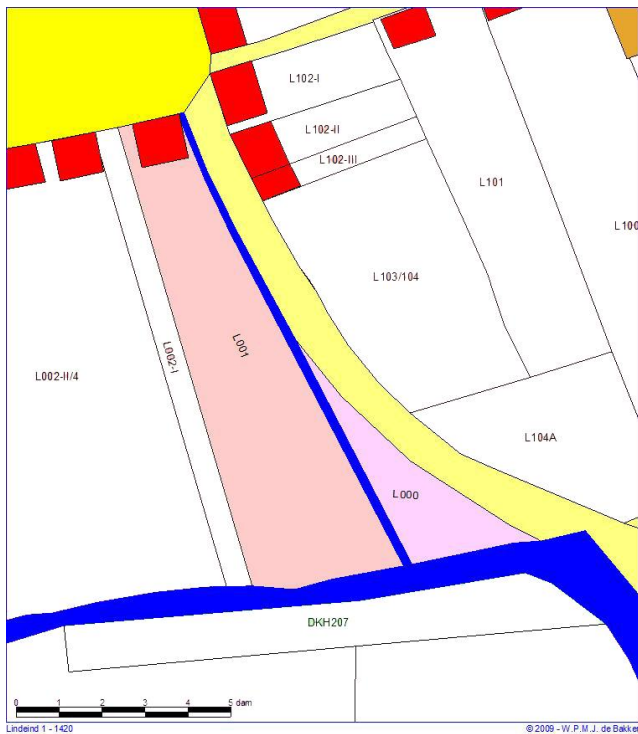 L102-I
L102-II
L102-III
L101
L100
L103/104
L001
L002-I
L002-II/4
L104A
L000
DKH207
0 1 2 3 4 5 dam
Lindeind 1 - 1420
© 2009 - W.P.M.J. de Bakker